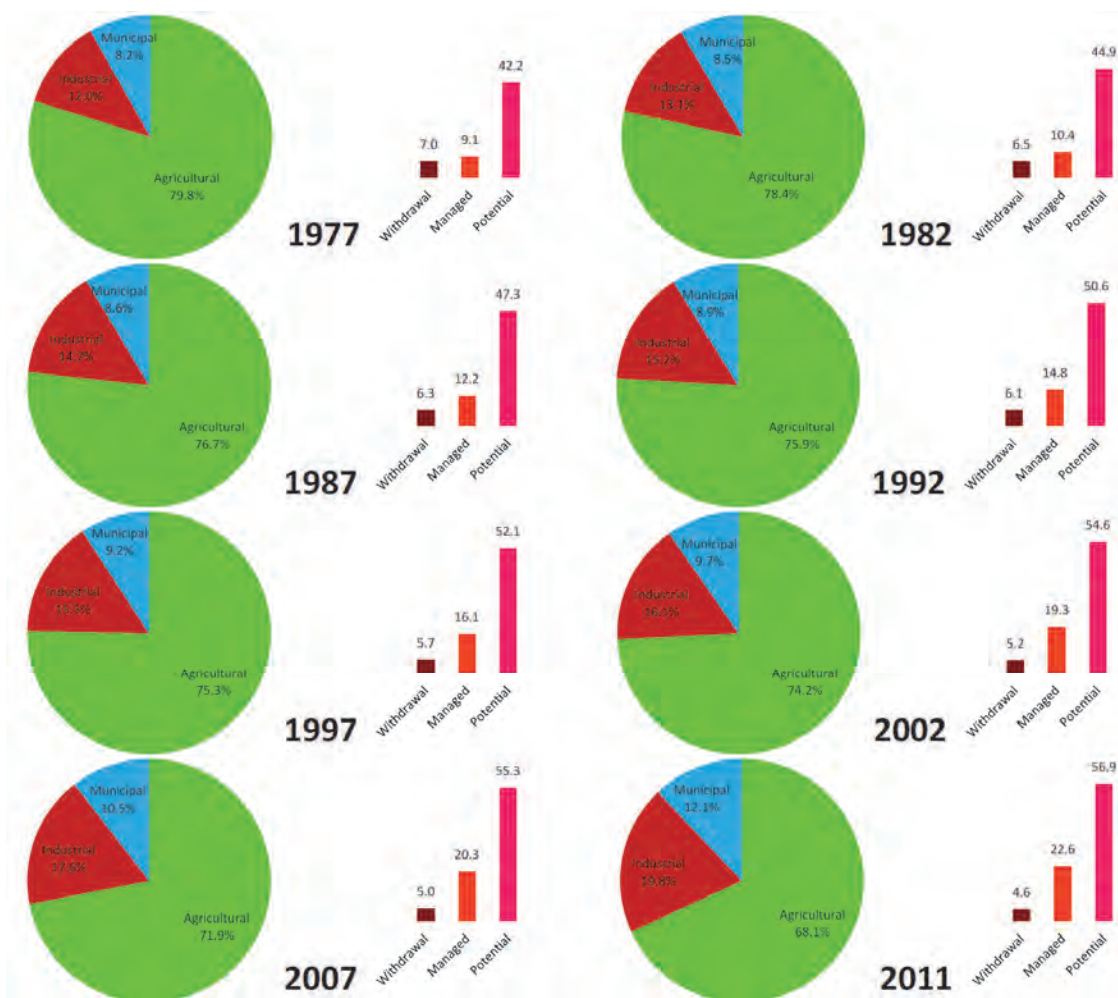 Municipal
8.2%
Industrial
12.0%
Agricultural
79.8%
1977
7.0
9.1
42.2
Withdrawal
Managed
Potential
Municipal
8.5%
Industrial
13.1%
Agricultural
78.4%
1982
6.5
10.4
44.9
Withdrawal
Managed
Potential
Municipal
8.6%
Industrial
14.7%
Agricultural
76.7%
1987
6.3
12.2
47.3
Withdrawal
Managed
Potential
Municipal
8.9%
Industrial
15.2%
Agricultural
75.9%
1992
6.1
14.8
50.6
Withdrawal
Managed
Potential
Municipal
9.2%
Industrial
15.5%
Agricultural
75.3%
1997
5.7
16.1
52.1
Withdrawal
Managed
Potential
Municipal
9.7%
Industrial
16.1%
Agricultural
74.2%
2002
5.2
19.3
54.6
Withdrawal
Managed
Potential
Municipal
10.5%
Industrial
17.6%
Agricultural
71.9%
2007
5.0
20.3
55.3
Withdrawal
Managed
Potential
Municipal
12.1%
Industrial
19.8%
Agricultural
68.1%
2011
4.6
22.6
56.9
Withdrawal
Managed
Potential